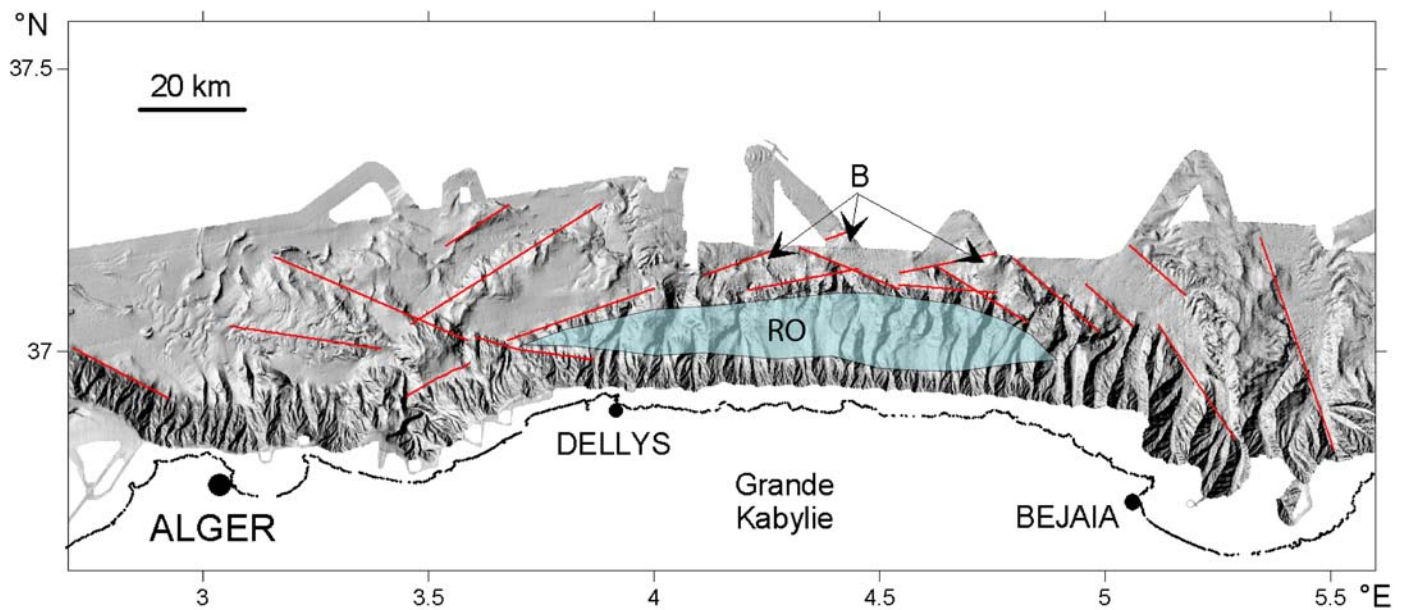 °N
37.5
20 km
B
RO
37
DELLYS
Grande
Kabylie
ALGER
BEJAIA
3
3.5
4
4.5
5
5.5
°E